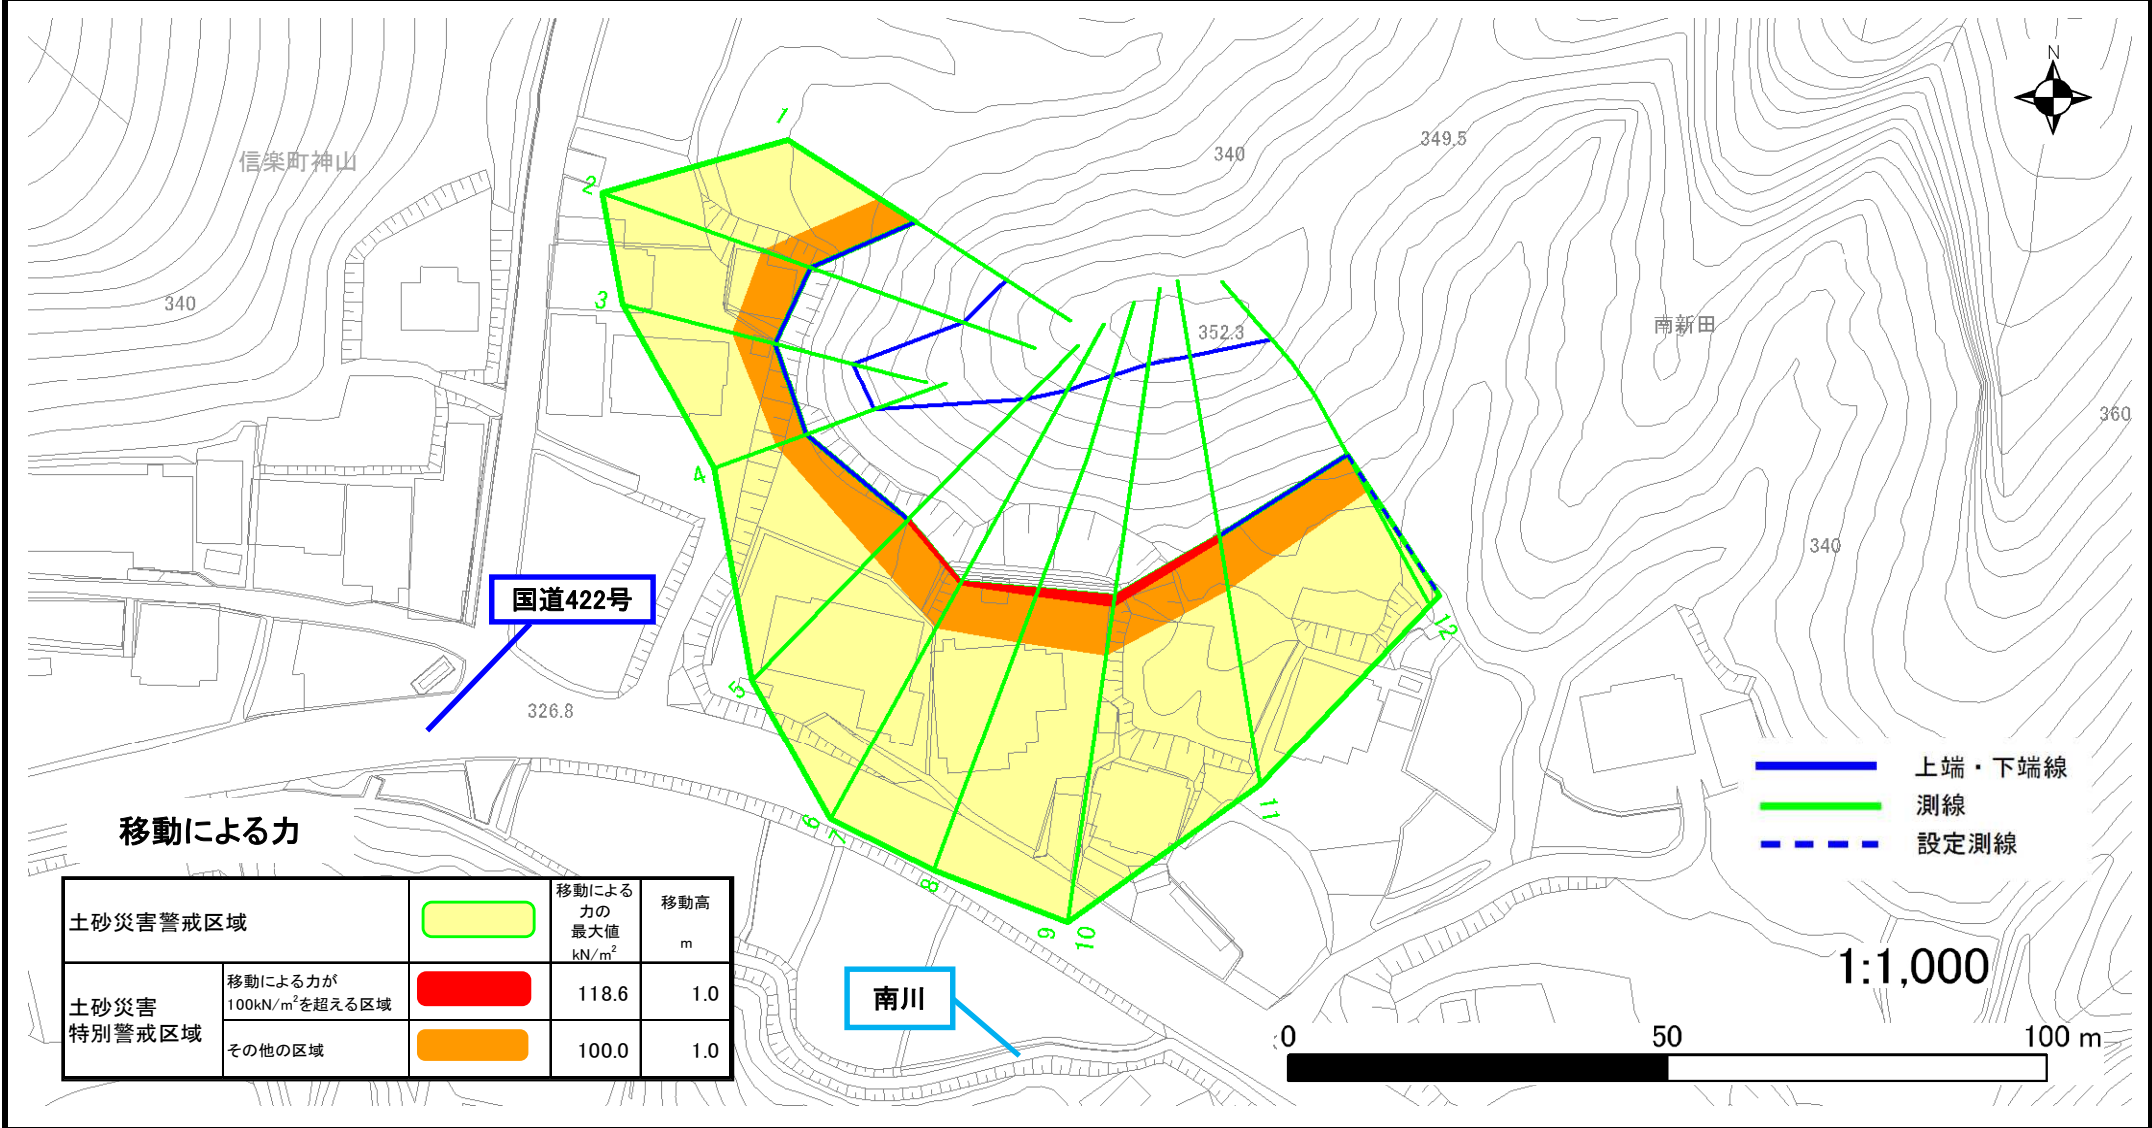 N
1
349.5
340
信楽町神山
2
3
340
352.3
南新田
360
4
340
国道422号
12
5
326.8
上端・下端線
11
測線
6
7
移動による力
設定測線
8
9
10
移動による
力の
最大値
kN/m²
移動高
m
土砂災害警戒区域
1:1,000
土砂災害
特別警戒区域
移動による力が
100kN/m²を超える区域
118.6
1.0
南川
その他の区域
100.0
1.0
0
50
100 m